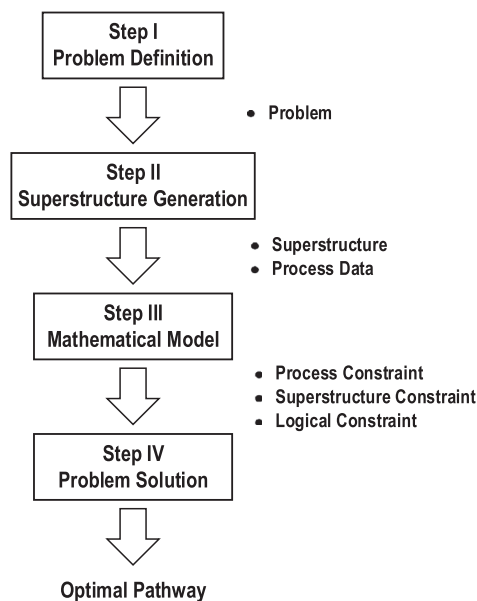 Step I
Problem Definition
• Problem
Step II
Superstructure Generation
• Superstructure
• Process Data
Step III
Mathematical Model
• Process Constraint
• Superstructure Constraint
• Logical Constraint
Step IV
Problem Solution
Optimal Pathway